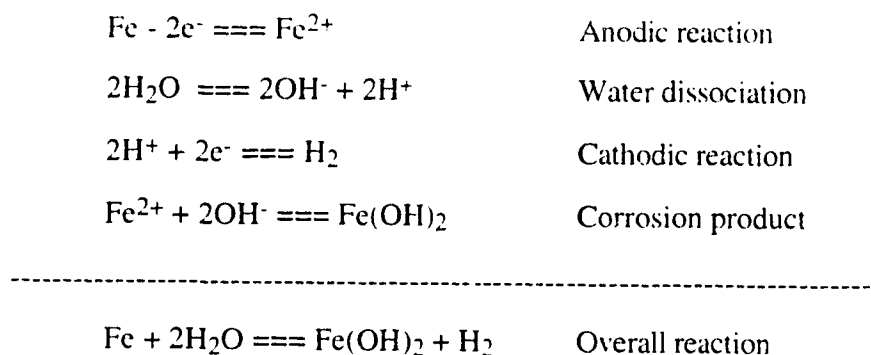 Fe - 2e⁻ === Fe²⁺ Anodic reaction
2H₂O === 2OH⁻ + 2H⁺ Water dissociation
2H⁺ + 2e⁻ === H₂ Cathodic reaction
Fe²⁺ + 2OH⁻ === Fe(OH)₂ Corrosion product
Fe + 2H₂O === Fe(OH)₂ + H₂ Overall reaction